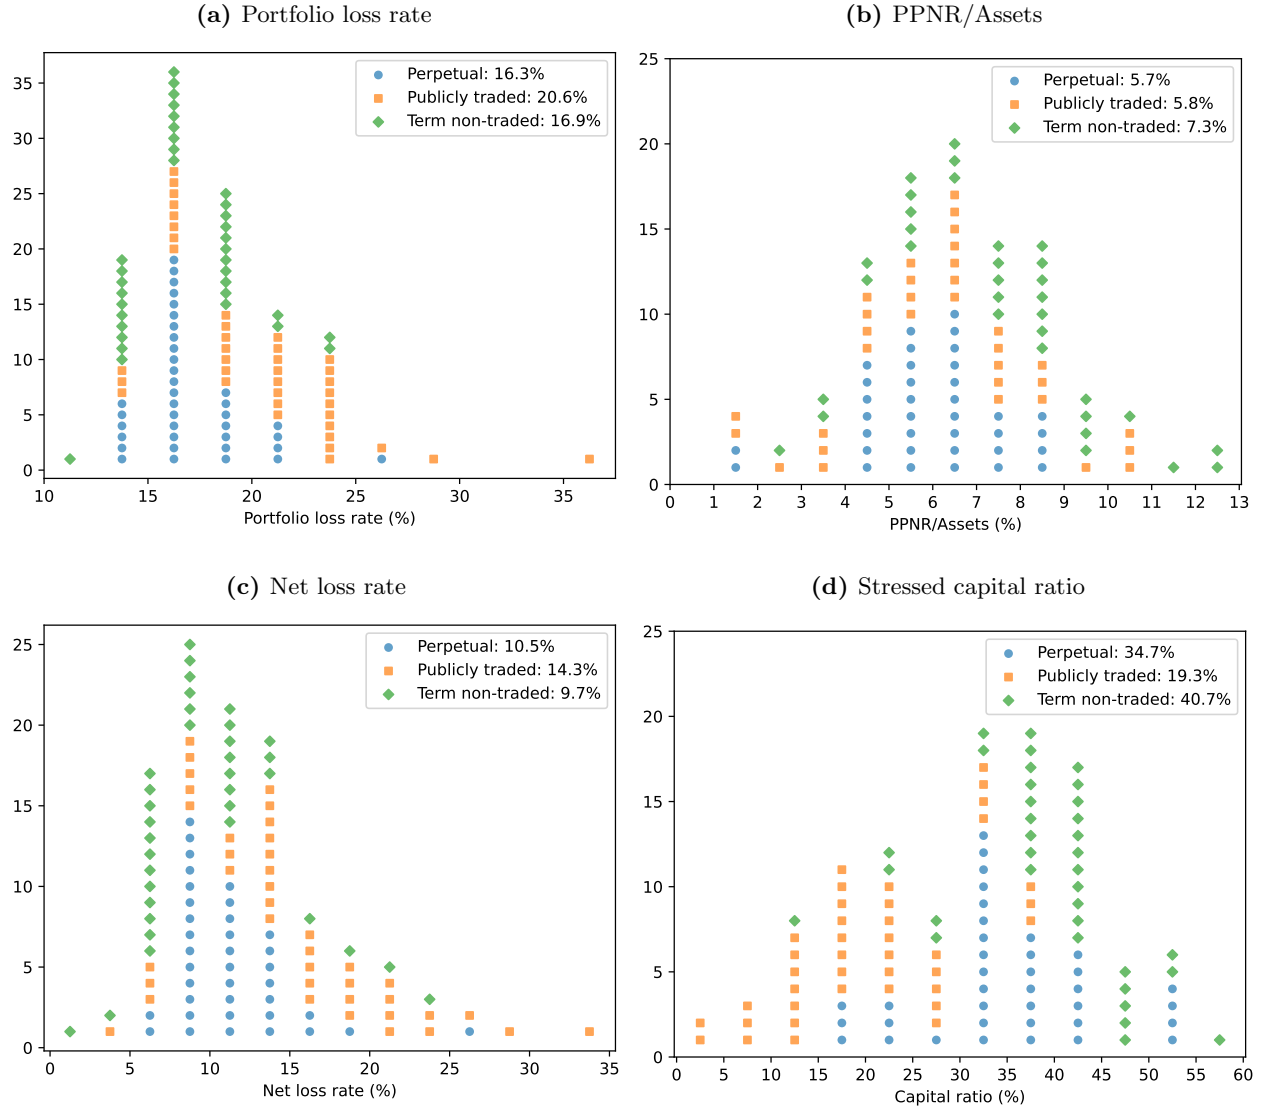 (a) Portfolio loss rate
Perpetual: 16.3%
Publicly traded: 20.6%
Term non-traded: 16.9%
35
30
25
20
15
10
5
0
10 15 20 25 30 35
Portfolio loss rate (%)
(b) PPNR/Assets
Perpetual: 5.7%
Publicly traded: 5.8%
Term non-traded: 7.3%
25
20
15
10
5
0
0 1 2 3 4 5 6 7 8 9 10 11 12 13
PPNR/Assets (%)
(c) Net loss rate
Perpetual: 10.5%
Publicly traded: 14.3%
Term non-traded: 9.7%
25
20
15
10
5
0
0 5 10 15 20 25 30 35
Net loss rate (%)
(d) Stressed capital ratio
Perpetual: 34.7%
Publicly traded: 19.3%
Term non-traded: 40.7%
25
20
15
10
5
0
0 5 10 15 20 25 30 35 40 45 50 55 60
Capital ratio (%)